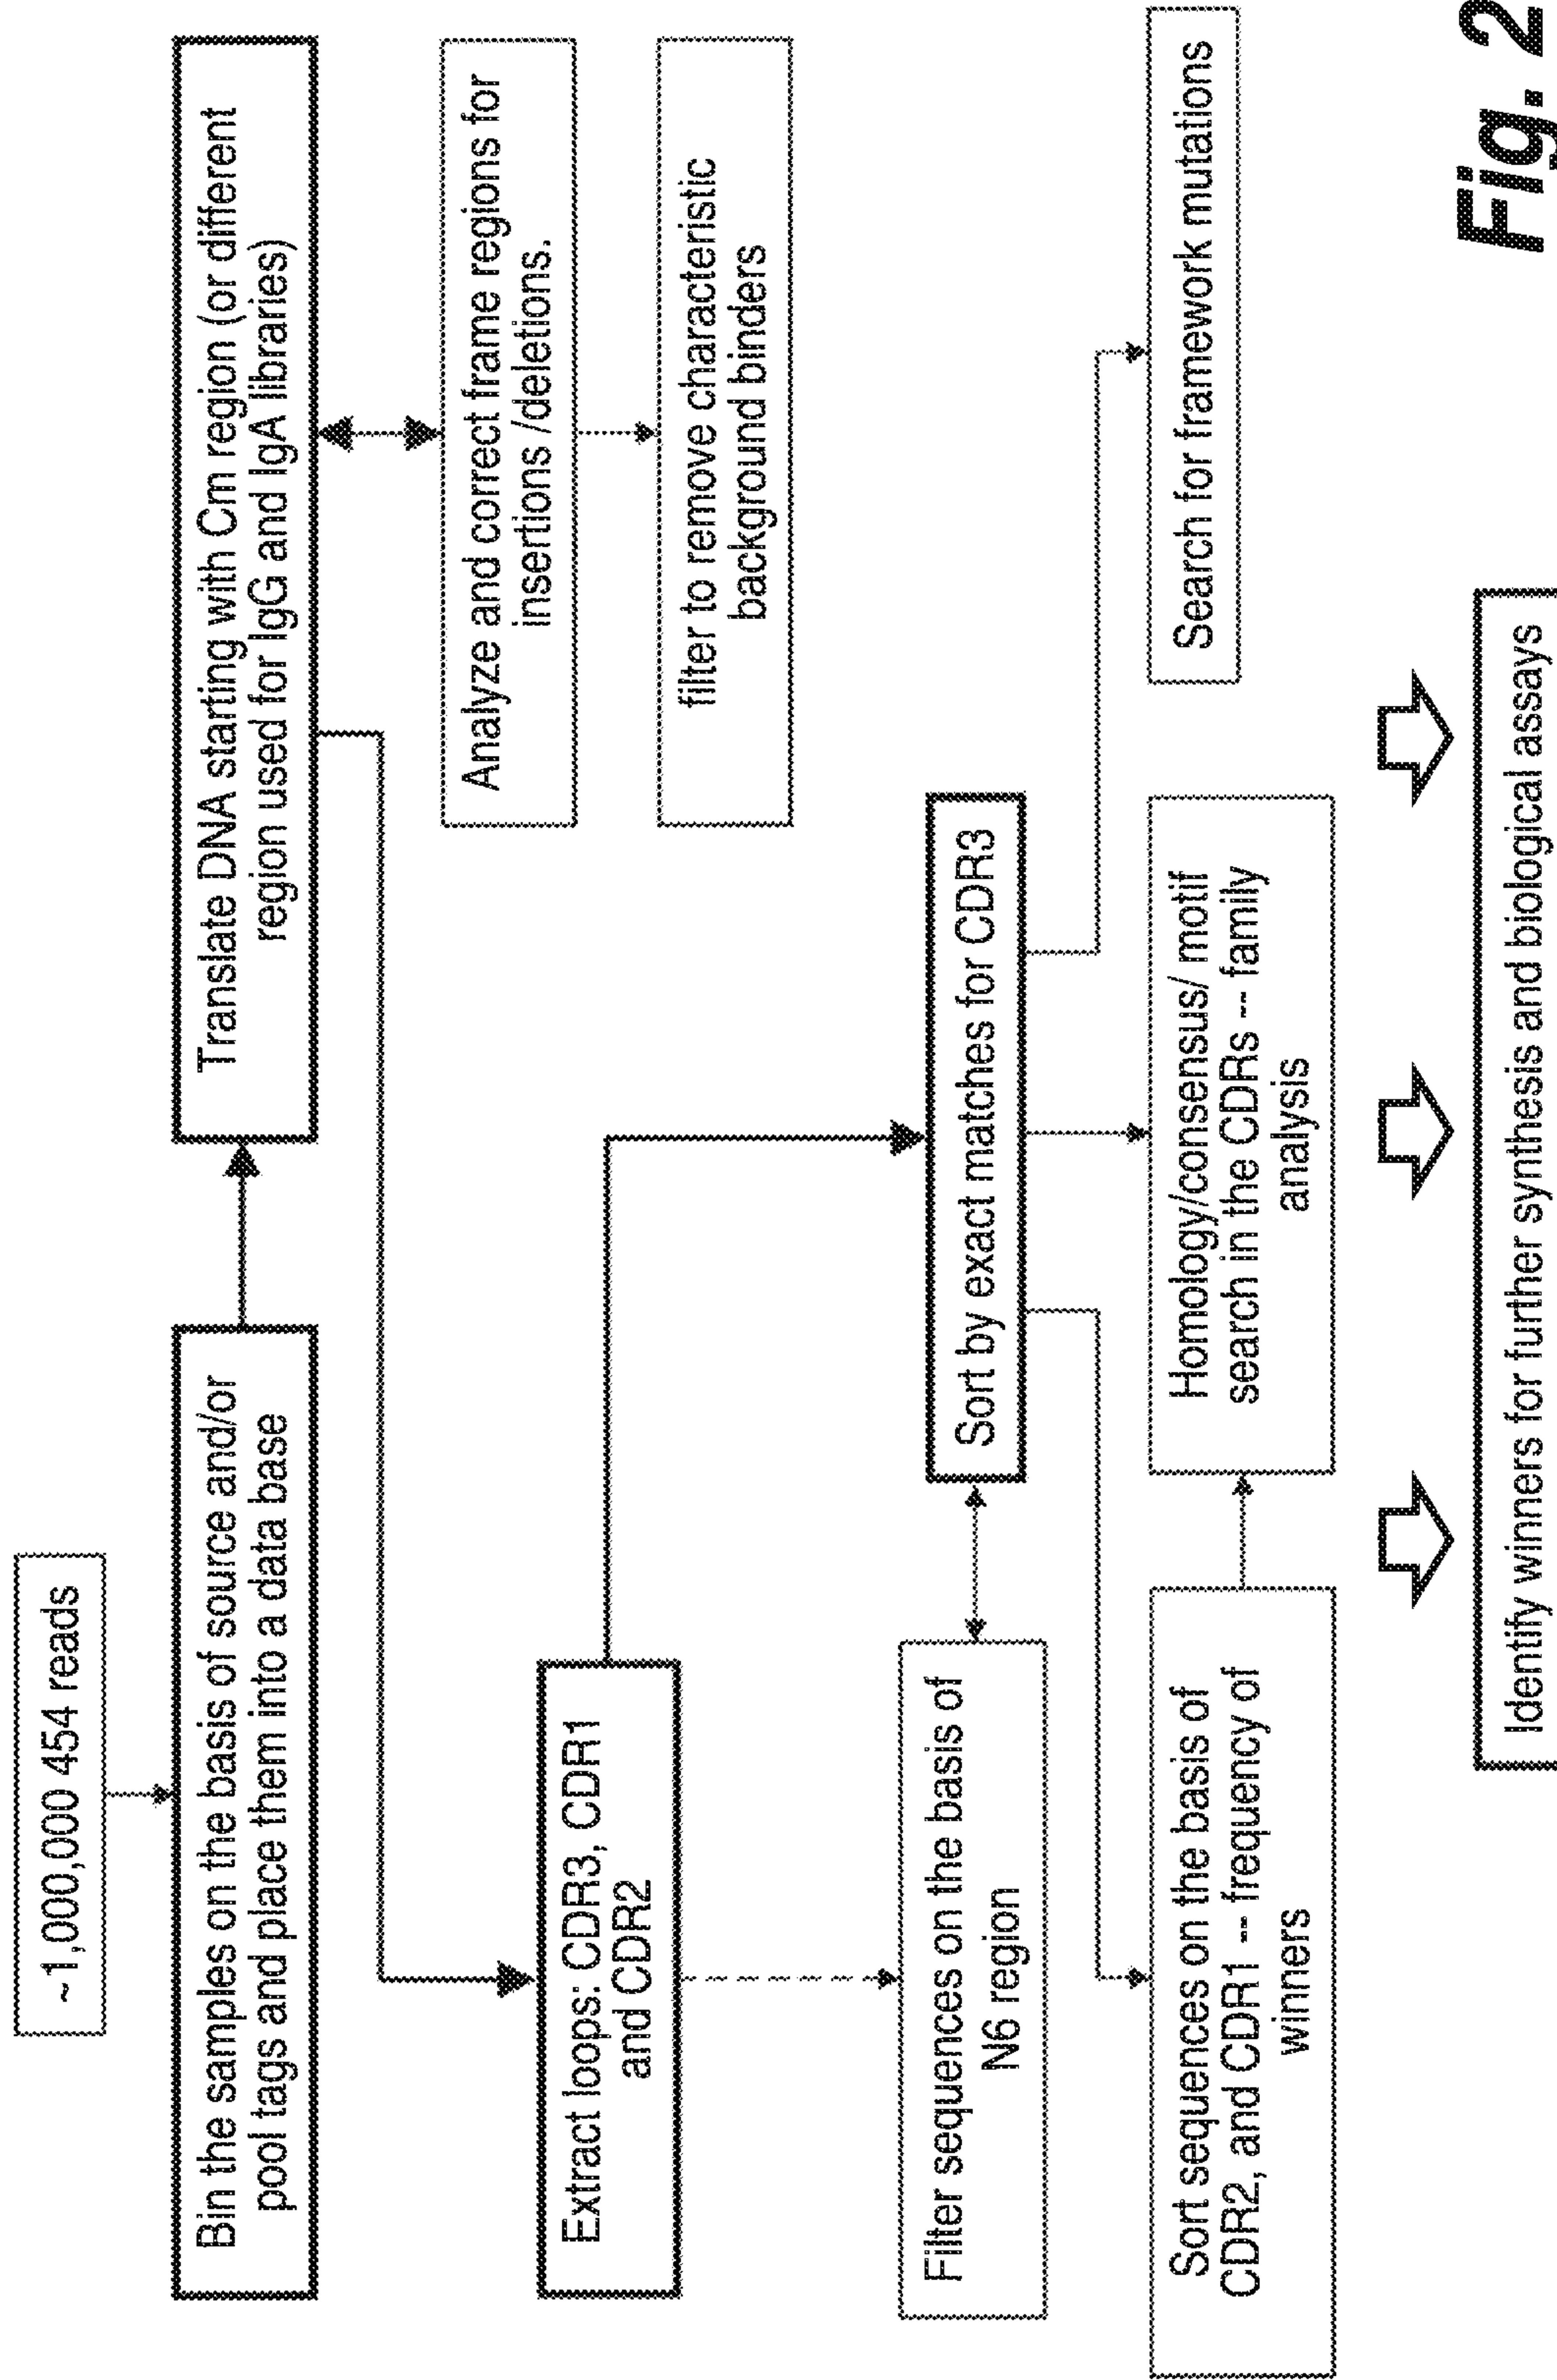 ~1,000,000 454 reads
Bin the samples on the basis of source and/or
pool tags and place them into a data base
Translate DNA starting with Cm region (or different
region used for IgG and IgA libraries)
Analyze and correct frame regions for
insertions /deletions.
filter to remove characteristic
background binders
Extract loops: CDR3, CDR1
and CDR2
Filter sequences on the basis of
N6 region
Sort by exact matches for CDR3
Sort sequences on the basis of
CDR2, and CDR1 -- frequency of
winners
Homology/consensus/ motif
search in the CDRs -- family
analysis
Search for framework mutations
Identify winners for further synthesis and biological assays
Fig. 2